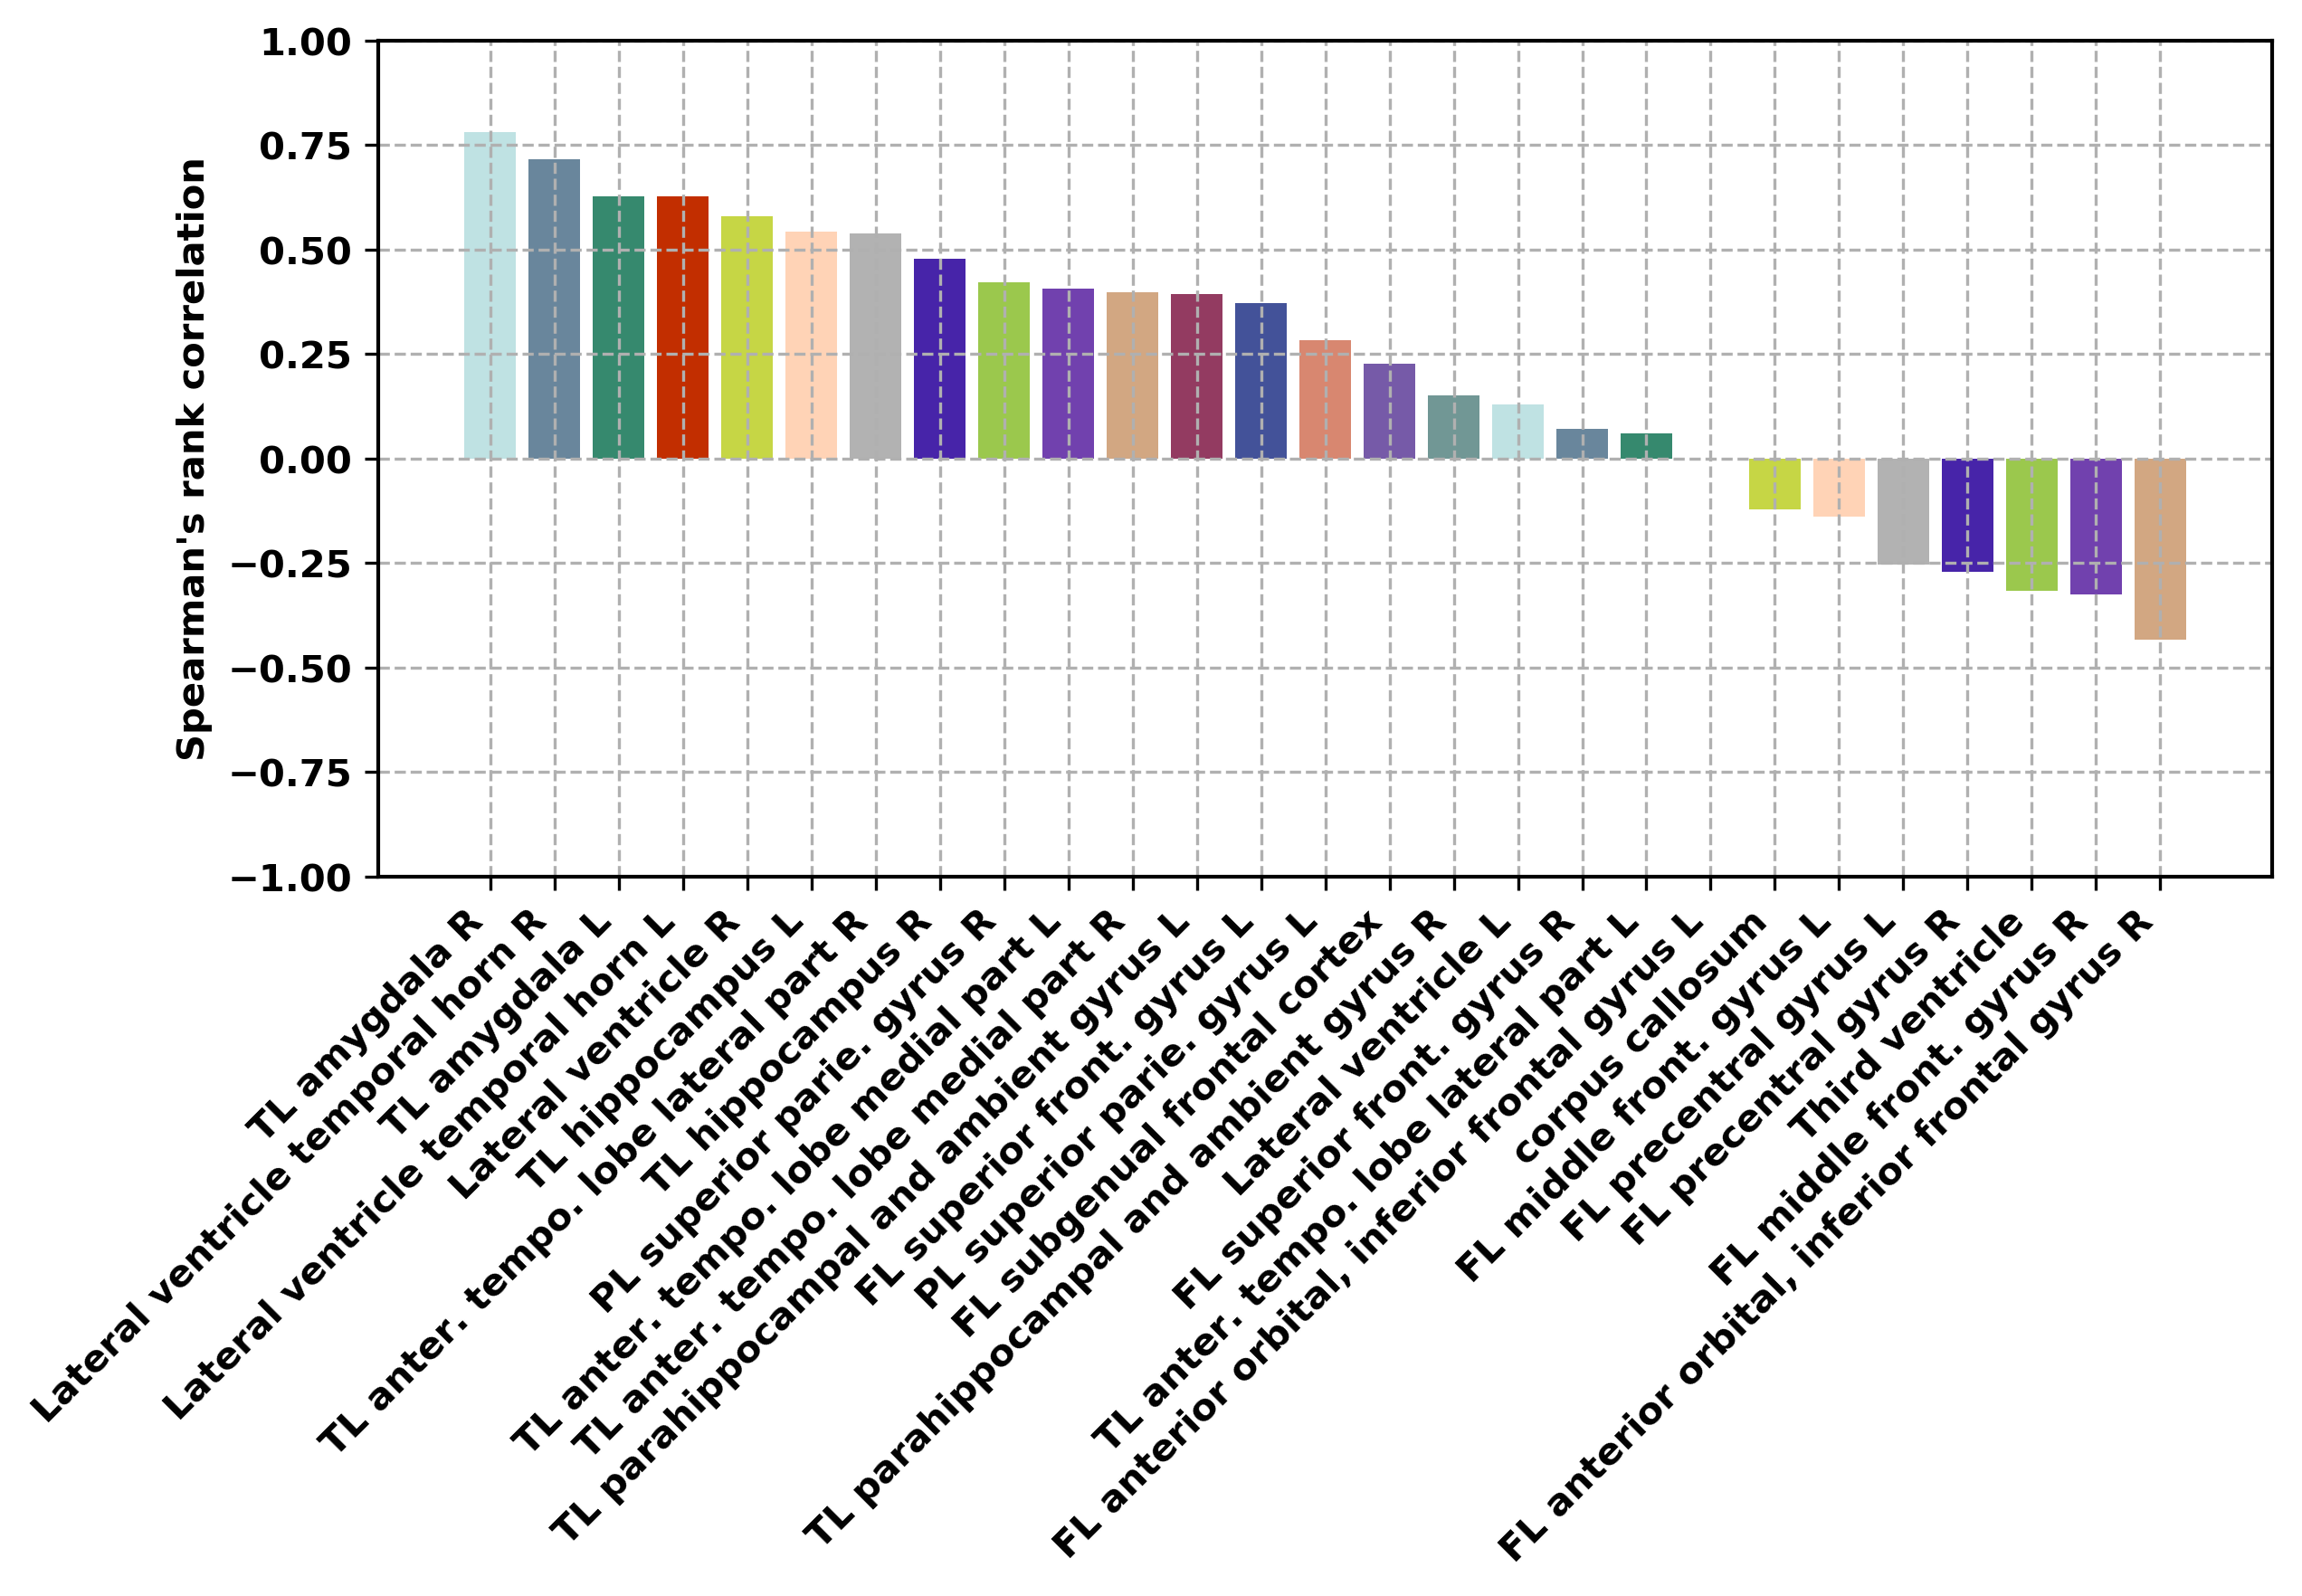 1.00
0.75
0.50
0.25
0.00
−0.25
−0.50
−0.75
−1.00
Spearman's rank correlation
TL amygdala R
Lateral ventricle temporal horn R
TL amygdala L
Lateral ventricle temporal horn L
Lateral ventricle R
TL hippocampus L
TL anter. tempo. lobe lateral part R
TL hippocampus R
PL superior parie. gyrus R
TL anter. tempo. lobe medial part L
TL anter. tempo. lobe medial part R
TL parahippocampal and ambient gyrus L
FL superior front. gyrus L
PL superior parie. gyrus L
FL subgenual frontal cortex
TL parahippocampal and ambient gyrus R
Lateral ventricle L
FL superior front. gyrus R
TL anter. tempo. lobe lateral part L
FL anterior orbital, inferior frontal gyrus L
corpus callosum
FL middle front. gyrus L
FL precentral gyrus L
FL precentral gyrus R
Third ventricle
FL middle front. gyrus R
FL anterior orbital, inferior frontal gyrus R